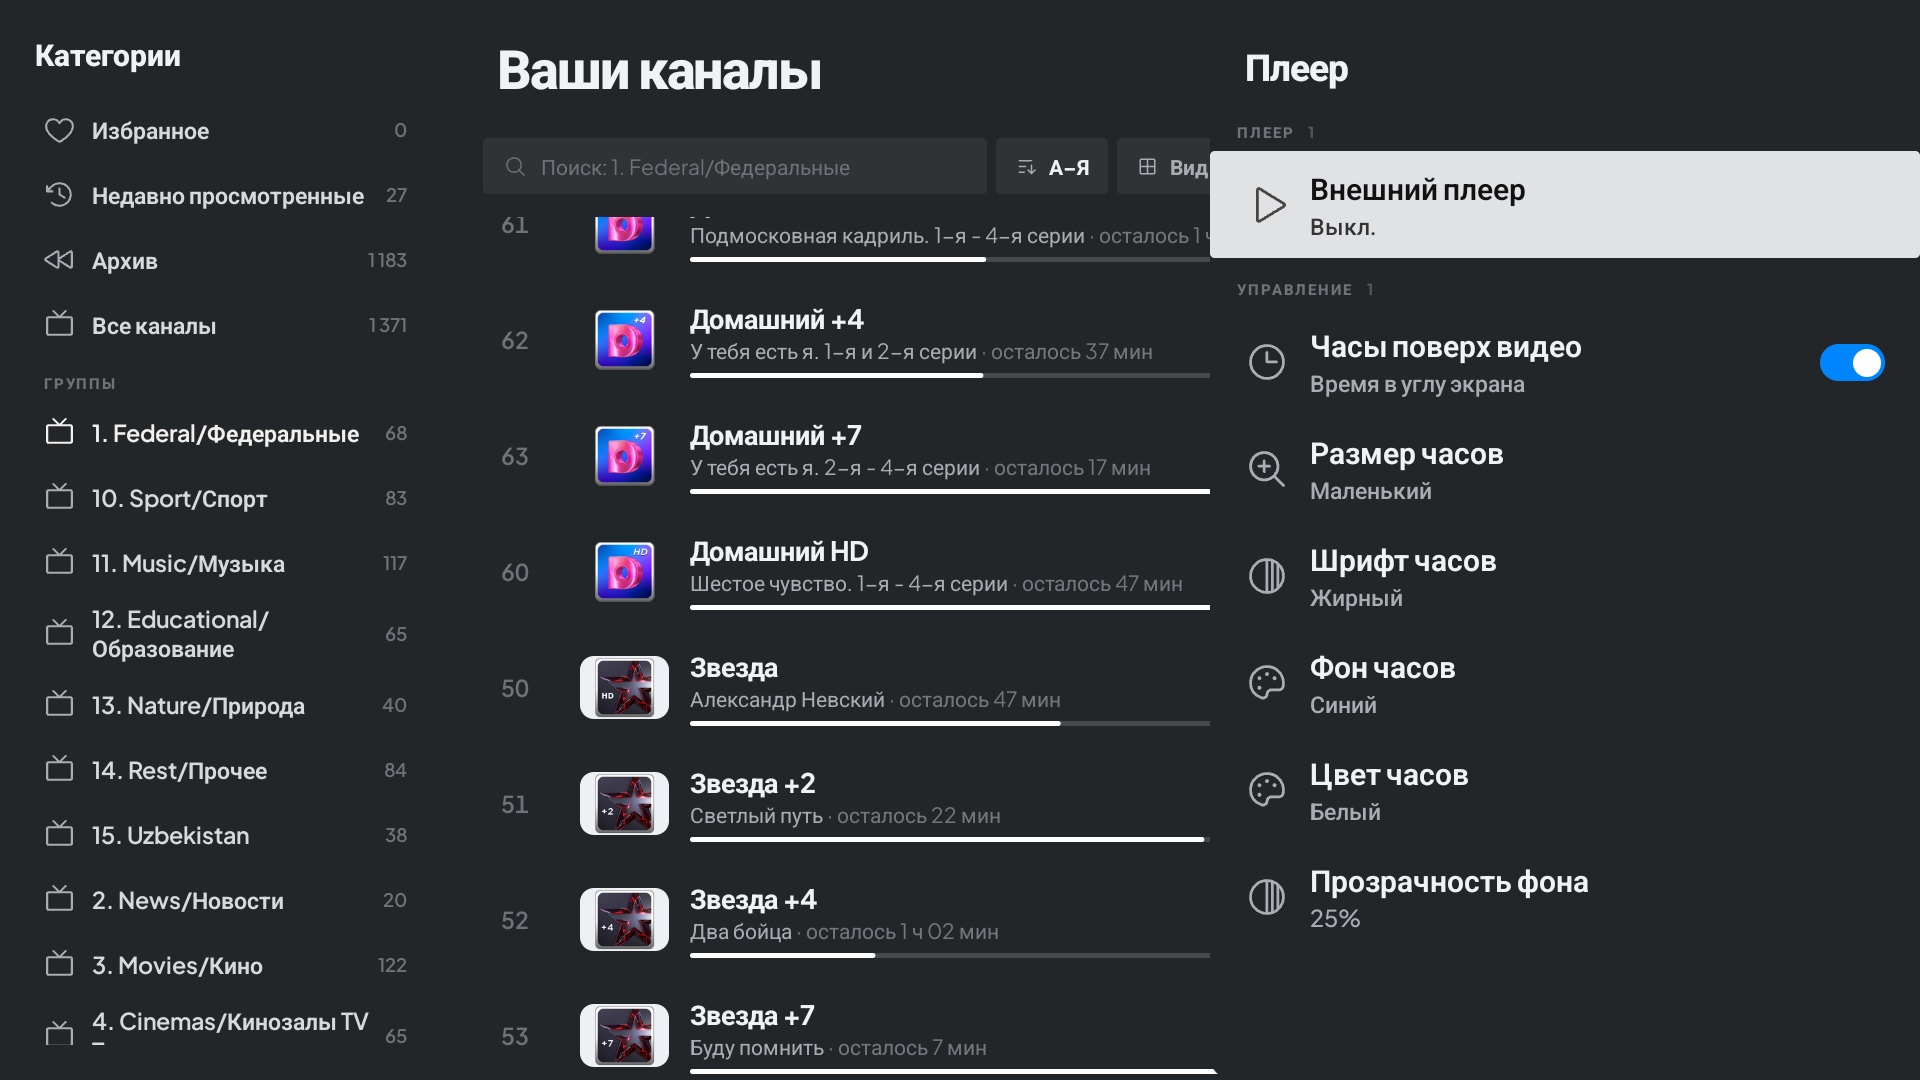 Категории
Избранное 0
Недавно просмотренные 27
Архив 1183
Все каналы 1371
ГРУППЫ
1. Federal/Федеральные 68
10. Sport/Спорт 83
11. Music/Музыка 117
12. Educational/
Образование 65
13. Nature/Природа 40
14. Rest/Прочее 84
15. Uzbekistan 38
2. News/Новости 20
3. Movies/Кино 122
4. Cinemas/Кинозалы TV 65
Ваши каналы
Поиск: 1. Federal/Федеральные
А–Я
Вид
61
Подмосковная кадриль. 1–я - 4–я серии · осталось 1
62
+4
Домашний +4
У тебя есть я. 1–я и 2–я серии · осталось 37 мин
63
+7
Домашний +7
У тебя есть я. 2–я - 4–я серии · осталось 17 мин
60
HD
Домашний HD
Шестое чувство. 1–я - 4–я серии · осталось 47 мин
50
HD
Звезда
Александр Невский · осталось 47 мин
51
+2
Звезда +2
Светлый путь · осталось 22 мин
52
+4
Звезда +4
Два бойца · осталось 1 ч 02 мин
53
+7
Звезда +7
Буду помнить · осталось 7 мин
Плеер
ПЛЕЕР 1
Внешний плеер
Выкл.
УПРАВЛЕНИЕ 1
Часы поверх видео
Время в углу экрана
Размер часов
Маленький
Шрифт часов
Жирный
Фон часов
Синий
Цвет часов
Белый
Прозрачность фона
25%